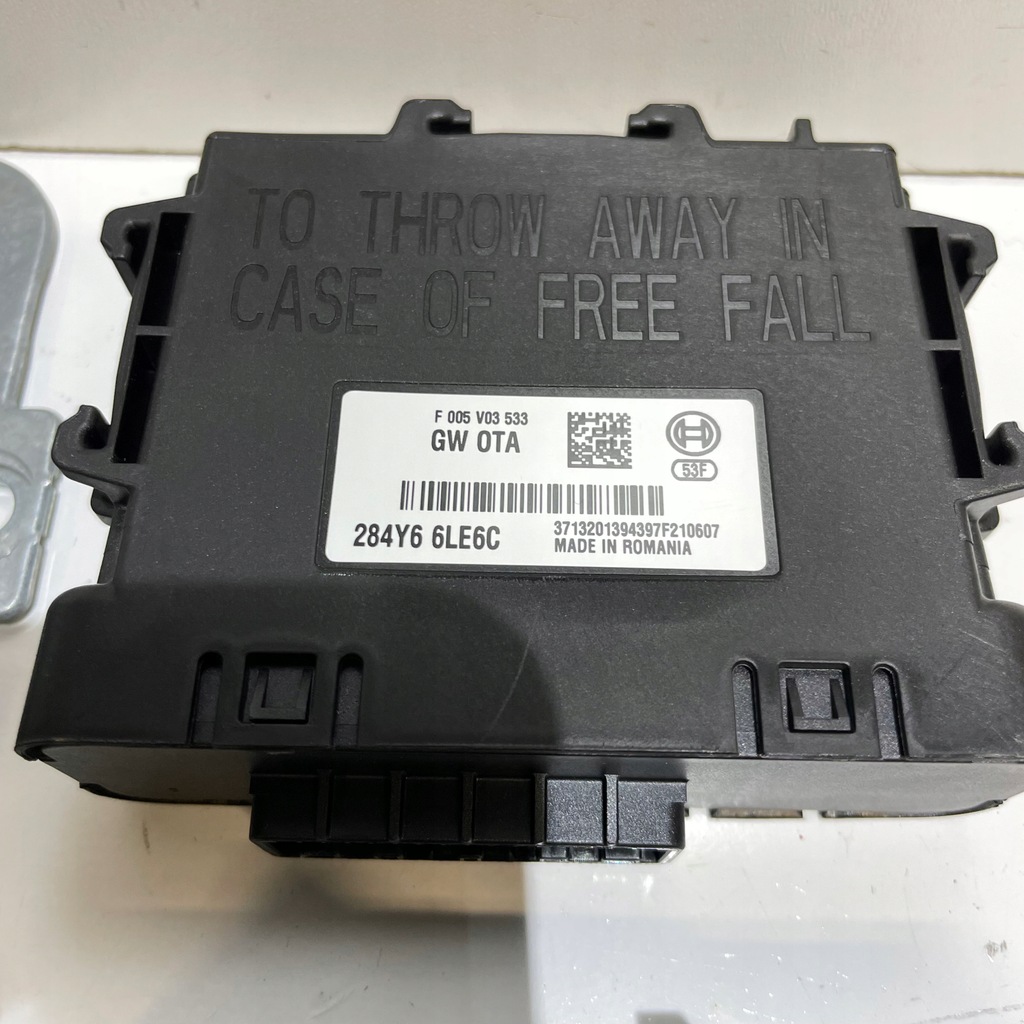 TO THROW AWAY IN
CASE OF FREE FALL
F 005 V03 533
GW OTA
53F
284Y6 6LE6C
3713201394397F210607
MADE IN ROMANIA